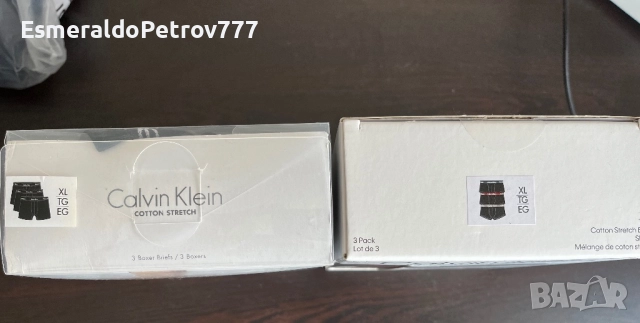 EsmeraldoPetrov777
XL
TG
EG
Calvin Klein
COTTON STRETCH
3 Boxer Briefs / 3 Boxers
XL
TG
EG
3 Pack
Lot de 3
Cotton Stretch
Mélange de coton
BAZAR